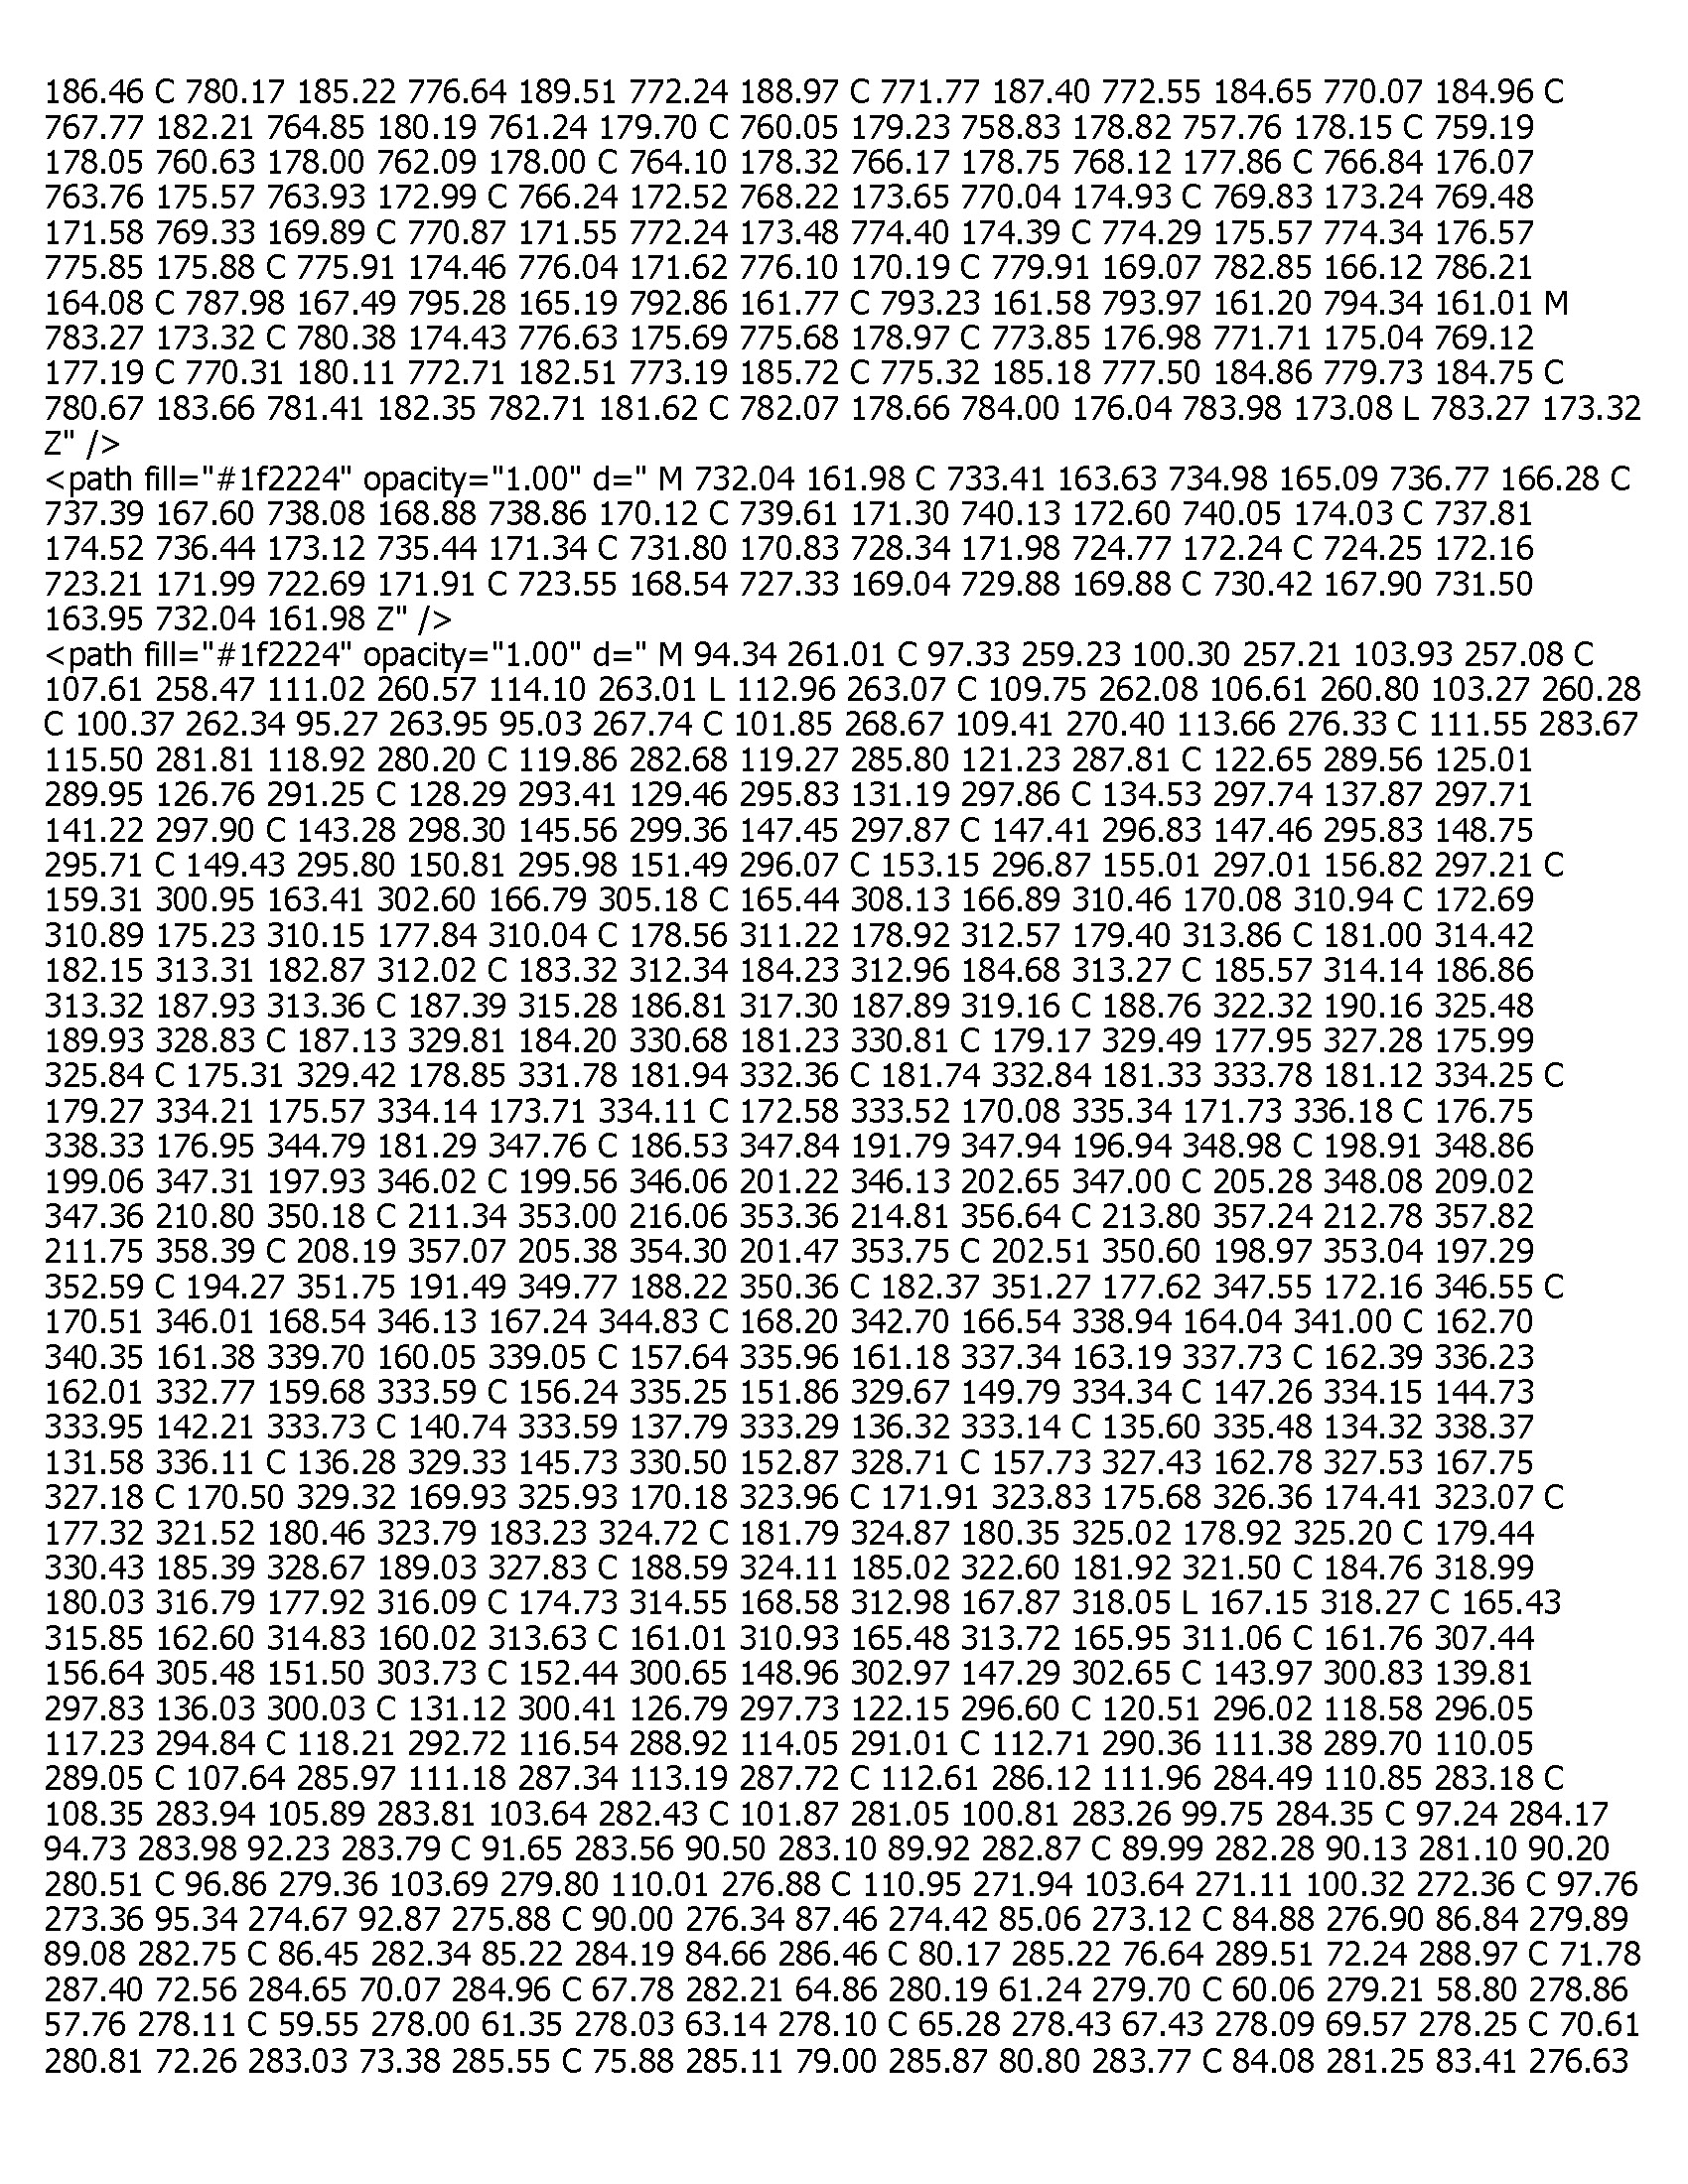 186.46 C 780.17 185.22 776.64 189.51 772.24 188.97 C 771.77 187.40 772.55 184.65 770.07 184.96 C
767.77 182.21 764.85 180.19 761.24 179.70 C 760.05 179.23 758.83 178.82 757.76 178.15 C 759.19
178.05 760.63 178.00 762.09 178.00 C 764.10 178.32 766.17 178.75 768.12 177.86 C 766.84 176.07
763.76 175.57 763.93 172.99 C 766.24 172.52 768.22 173.65 770.04 174.93 C 769.83 173.24 769.48
171.58 769.33 169.89 C 770.87 171.55 772.24 173.48 774.40 174.39 C 774.29 175.57 774.34 176.57
775.85 175.88 C 775.91 174.46 776.04 171.62 776.10 170.19 C 779.91 169.07 782.85 166.12 786.21
164.08 C 787.98 167.49 795.28 165.19 792.86 161.77 C 793.23 161.58 793.97 161.20 794.34 161.01 M
783.27 173.32 C 780.38 174.43 776.63 175.69 775.68 178.97 C 773.85 176.98 771.71 175.04 769.12
177.19 C 770.31 180.11 772.71 182.51 773.19 185.72 C 775.32 185.18 777.50 184.86 779.73 184.75 C
780.67 183.66 781.41 182.35 782.71 181.62 C 782.07 178.66 784.00 176.04 783.98 173.08 L 783.27 173.32
Z" />
<path fill="#1f2224" opacity="1.00" d=" M 732.04 161.98 C 733.41 163.63 734.98 165.09 736.77 166.28 C
737.39 167.60 738.08 168.88 738.86 170.12 C 739.61 171.30 740.13 172.60 740.05 174.03 C 737.81
174.52 736.44 173.12 735.44 171.34 C 731.80 170.83 728.34 171.98 724.77 172.24 C 724.25 172.16
723.21 171.99 722.69 171.91 C 723.55 168.54 727.33 169.04 729.88 169.88 C 730.42 167.90 731.50
163.95 732.04 161.98 Z" />
<path fill="#1f2224" opacity="1.00" d=" M 94.34 261.01 C 97.33 259.23 100.30 257.21 103.93 257.08 C
107.61 258.47 111.02 260.57 114.10 263.01 L 112.96 263.07 C 109.75 262.08 106.61 260.80 103.27 260.28
C 100.37 262.34 95.27 263.95 95.03 267.74 C 101.85 268.67 109.41 270.40 113.66 276.33 C 111.55 283.67
115.50 281.81 118.92 280.20 C 119.86 282.68 119.27 285.80 121.23 287.81 C 122.65 289.56 125.01
289.95 126.76 291.25 C 128.29 293.41 129.46 295.83 131.19 297.86 C 134.53 297.74 137.87 297.71
141.22 297.90 C 143.28 298.30 145.56 299.36 147.45 297.87 C 147.41 296.83 147.46 295.83 148.75
295.71 C 149.43 295.80 150.81 295.98 151.49 296.07 C 153.15 296.87 155.01 297.01 156.82 297.21 C
159.31 300.95 163.41 302.60 166.79 305.18 C 165.44 308.13 166.89 310.46 170.08 310.94 C 172.69
310.89 175.23 310.15 177.84 310.04 C 178.56 311.22 178.92 312.57 179.40 313.86 C 181.00 314.42
182.15 313.31 182.87 312.02 C 183.32 312.34 184.23 312.96 184.68 313.27 C 185.57 314.14 186.86
313.32 187.93 313.36 C 187.39 315.28 186.81 317.30 187.89 319.16 C 188.76 322.32 190.16 325.48
189.93 328.83 C 187.13 329.81 184.20 330.68 181.23 330.81 C 179.17 329.49 177.95 327.28 175.99
325.84 C 175.31 329.42 178.85 331.78 181.94 332.36 C 181.74 332.84 181.33 333.78 181.12 334.25 C
179.27 334.21 175.57 334.14 173.71 334.11 C 172.58 333.52 170.08 335.34 171.73 336.18 C 176.75
338.33 176.95 344.79 181.29 347.76 C 186.53 347.84 191.79 347.94 196.94 348.98 C 198.91 348.86
199.06 347.31 197.93 346.02 C 199.56 346.06 201.22 346.13 202.65 347.00 C 205.28 348.08 209.02
347.36 210.80 350.18 C 211.34 353.00 216.06 353.36 214.81 356.64 C 213.80 357.24 212.78 357.82
211.75 358.39 C 208.19 357.07 205.38 354.30 201.47 353.75 C 202.51 350.60 198.97 353.04 197.29
352.59 C 194.27 351.75 191.49 349.77 188.22 350.36 C 182.37 351.27 177.62 347.55 172.16 346.55 C
170.51 346.01 168.54 346.13 167.24 344.83 C 168.20 342.70 166.54 338.94 164.04 341.00 C 162.70
340.35 161.38 339.70 160.05 339.05 C 157.64 335.96 161.18 337.34 163.19 337.73 C 162.39 336.23
162.01 332.77 159.68 333.59 C 156.24 335.25 151.86 329.67 149.79 334.34 C 147.26 334.15 144.73
333.95 142.21 333.73 C 140.74 333.59 137.79 333.29 136.32 333.14 C 135.60 335.48 134.32 338.37
131.58 336.11 C 136.28 329.33 145.73 330.50 152.87 328.71 C 157.73 327.43 162.78 327.53 167.75
327.18 C 170.50 329.32 169.93 325.93 170.18 323.96 C 171.91 323.83 175.68 326.36 174.41 323.07 C
177.32 321.52 180.46 323.79 183.23 324.72 C 181.79 324.87 180.35 325.02 178.92 325.20 C 179.44
330.43 185.39 328.67 189.03 327.83 C 188.59 324.11 185.02 322.60 181.92 321.50 C 184.76 318.99
180.03 316.79 177.92 316.09 C 174.73 314.55 168.58 312.98 167.87 318.05 L 167.15 318.27 C 165.43
315.85 162.60 314.83 160.02 313.63 C 161.01 310.93 165.48 313.72 165.95 311.06 C 161.76 307.44
156.64 305.48 151.50 303.73 C 152.44 300.65 148.96 302.97 147.29 302.65 C 143.97 300.83 139.81
297.83 136.03 300.03 C 131.12 300.41 126.79 297.73 122.15 296.60 C 120.51 296.02 118.58 296.05
117.23 294.84 C 118.21 292.72 116.54 288.92 114.05 291.01 C 112.71 290.36 111.38 289.70 110.05
289.05 C 107.64 285.97 111.18 287.34 113.19 287.72 C 112.61 286.12 111.96 284.49 110.85 283.18 C
108.35 283.94 105.89 283.81 103.64 282.43 C 101.87 281.05 100.81 283.26 99.75 284.35 C 97.24 284.17
94.73 283.98 92.23 283.79 C 91.65 283.56 90.50 283.10 89.92 282.87 C 89.99 282.28 90.13 281.10 90.20
280.51 C 96.86 279.36 103.69 279.80 110.01 276.88 C 110.95 271.94 103.64 271.11 100.32 272.36 C 97.76
273.36 95.34 274.67 92.87 275.88 C 90.00 276.34 87.46 274.42 85.06 273.12 C 84.88 276.90 86.84 279.89
89.08 282.75 C 86.45 282.34 85.22 284.19 84.66 286.46 C 80.17 285.22 76.64 289.51 72.24 288.97 C 71.78
287.40 72.56 284.65 70.07 284.96 C 67.78 282.21 64.86 280.19 61.24 279.70 C 60.06 279.21 58.80 278.86
57.76 278.11 C 59.55 278.00 61.35 278.03 63.14 278.10 C 65.28 278.43 67.43 278.09 69.57 278.25 C 70.61
280.81 72.26 283.03 73.38 285.55 C 75.88 285.11 79.00 285.87 80.80 283.77 C 84.08 281.25 83.41 276.63